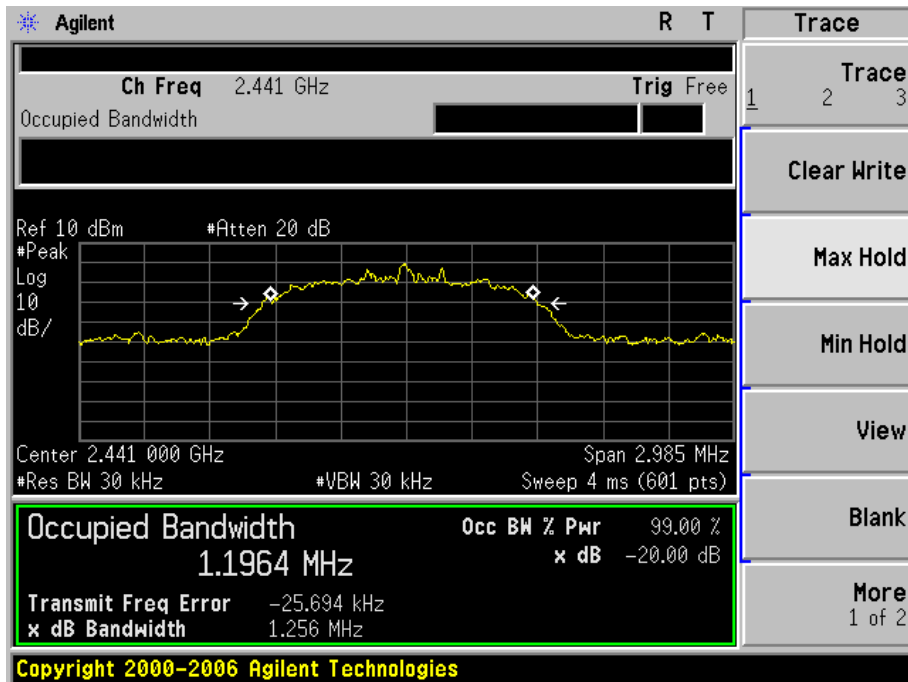 Agilent R T Trace
Ch Freq 2.441 GHz Trig Free
Occupied Bandwidth
Trace
1 2 3
Clear Write
Max Hold
Min Hold
View
Blank
More
1 of 2
Ref 10 dBm #Atten 20 dB
#Peak
Log
10
dB/
Center 2.441 000 GHz Span 2.985 MHz
#Res BW 30 kHz #VBW 30 kHz Sweep 4 ms (601 pts)
Occupied Bandwidth Occ BW % Pwr 99.00 %
1.1964 MHz x dB -20.00 dB
Transmit Freq Error -25.694 kHz
x dB Bandwidth 1.256 MHz
Copyright 2000-2006 Agilent Technologies